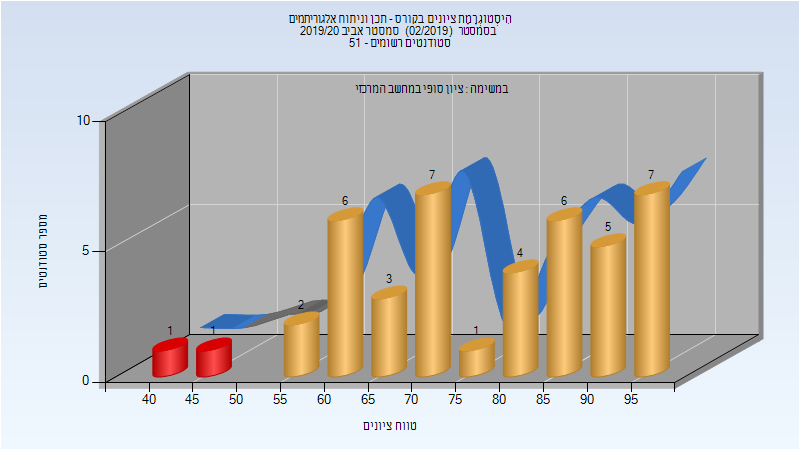 היסטוגרמת ציונים בקורס - תכן וניתוח אלגוריתמים
בסמסטר (02/2019) סמסטר אביב 2019/20
סטודנטים רשומים - 51
במשימה : ציון סופי במחשב המרכזי
10
5
0
מספר סטודנטים
1
1
2
6
3
7
1
4
6
5
7
40 45 50 55 60 65 70 75 80 85 90 95
טווח ציונים